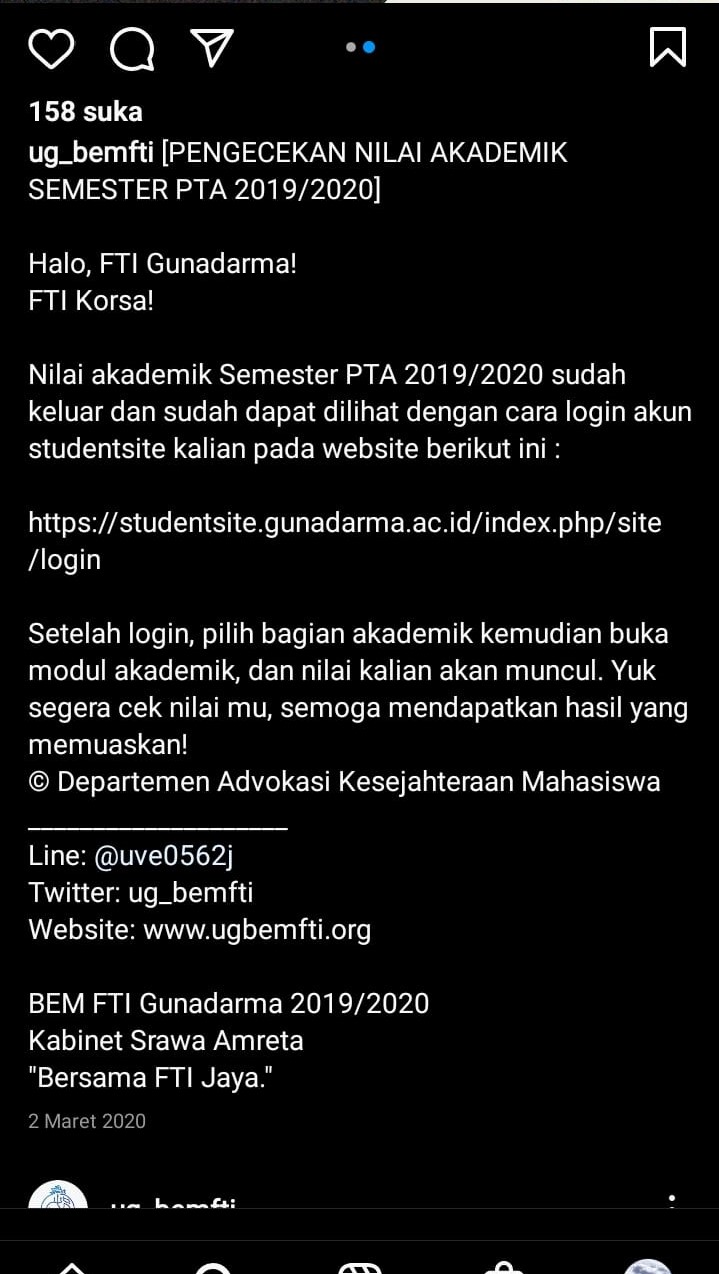 158 suka
ug_bemfti [PENGECEKAN NILAI AKADEMIK
SEMESTER PTA 2019/2020]
Halo, FTI Gunadarma!
FTI Korsa!
Nilai akademik Semester PTA 2019/2020 sudah
keluar dan sudah dapat dilihat dengan cara login akun
studentsite kalian pada website berikut ini :
https://studentsite.gunadarma.ac.id/index.php/site
/login
Setelah login, pilih bagian akademik kemudian buka
modul akademik, dan nilai kalian akan muncul. Yuk
segera cek nilai mu, semoga mendapatkan hasil yang
memuaskan!
© Departemen Advokasi Kesejahteraan Mahasiswa
____________________
Line: @uve0562j
Twitter: ug_bemfti
Website: www.ugbemfti.org
BEM FTI Gunadarma 2019/2020
Kabinet Srawa Amreta
"Bersama FTI Jaya."
2 Maret 2020
ug_bemfti